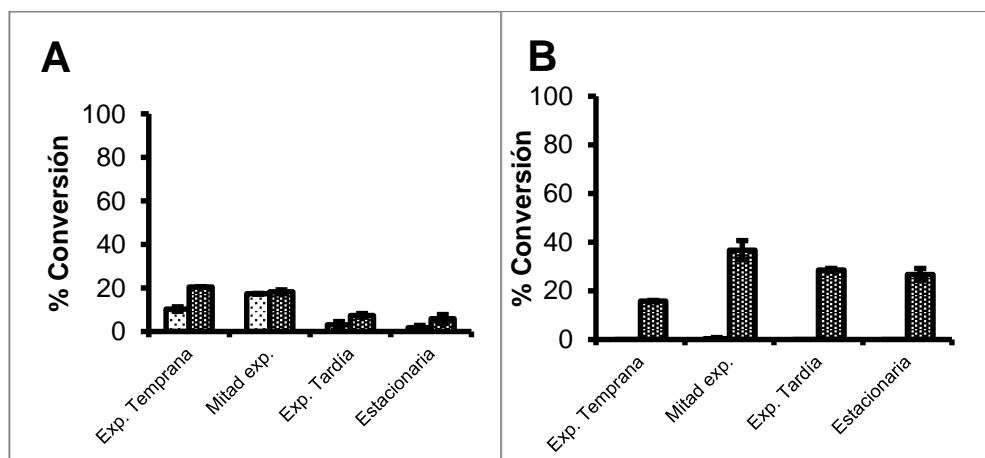 A
% Conversión
100
80
60
40
20
0
Exp. Temprana
Mitad exp.
Exp. Tardía
Estacionaria
B
% Conversión
100
80
60
40
20
0
Exp. Temprana
Mitad exp.
Exp. Tardía
Estacionaria